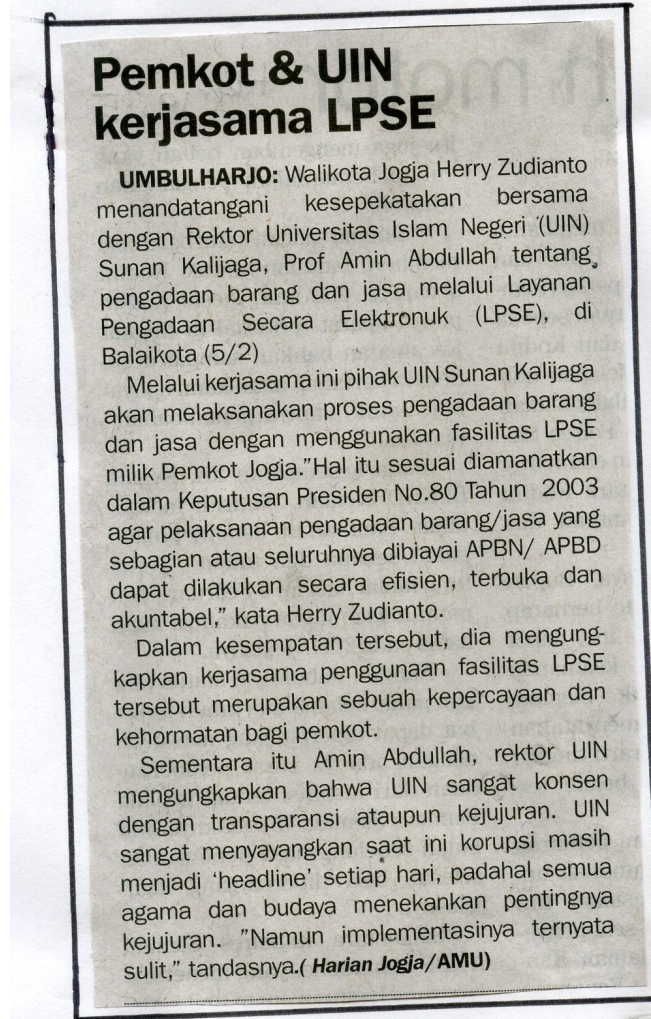 Pemkot & UIN
kerjasama LPSE
UMBULHARJO: Walikota Jogja Herry Zudianto
menandatangani kesepekatakan bersama
dengan Rektor Universitas Islam Negeri (UIN)
Sunan Kalijaga, Prof Amin Abdullah tentang
pengadaan barang dan jasa melalui Layanan
Pengadaan Secara Elektronuk (LPSE), di
Balaikota (5/2)
Melalui kerjasama ini pihak UIN Sunan Kalijaga
akan melaksanakan proses pengadaan barang
dan jasa dengan menggunakan fasilitas LPSE
milik Pemkot Jogja."Hal itu sesuai diamanatkan
dalam Keputusan Presiden No.80 Tahun 2003
agar pelaksanaan pengadaan barang/jasa yang
sebagian atau seluruhnya dibiayai APBN/ APBD
dapat dilakukan secara efisien, terbuka dan
akuntabel," kata Herry Zudianto.
Dalam kesempatan tersebut, dia mengung-
kapkan kerjasama penggunaan fasilitas LPSE
tersebut merupakan sebuah kepercayaan dan
kehormatan bagi pemkot.
Sementara itu Amin Abdullah, rektor UIN
mengungkapkan bahwa UIN sangat konsen
dengan transparansi ataupun kejujuran. UIN
sangat menyayangkan saat ini korupsi masih
menjadi 'headline' setiap hari, padahal semua
agama dan budaya menekankan pentingnya
kejujuran. "Namun implementasinya ternyata
sulit," tandasnya.( Harian Jogja/AMU)